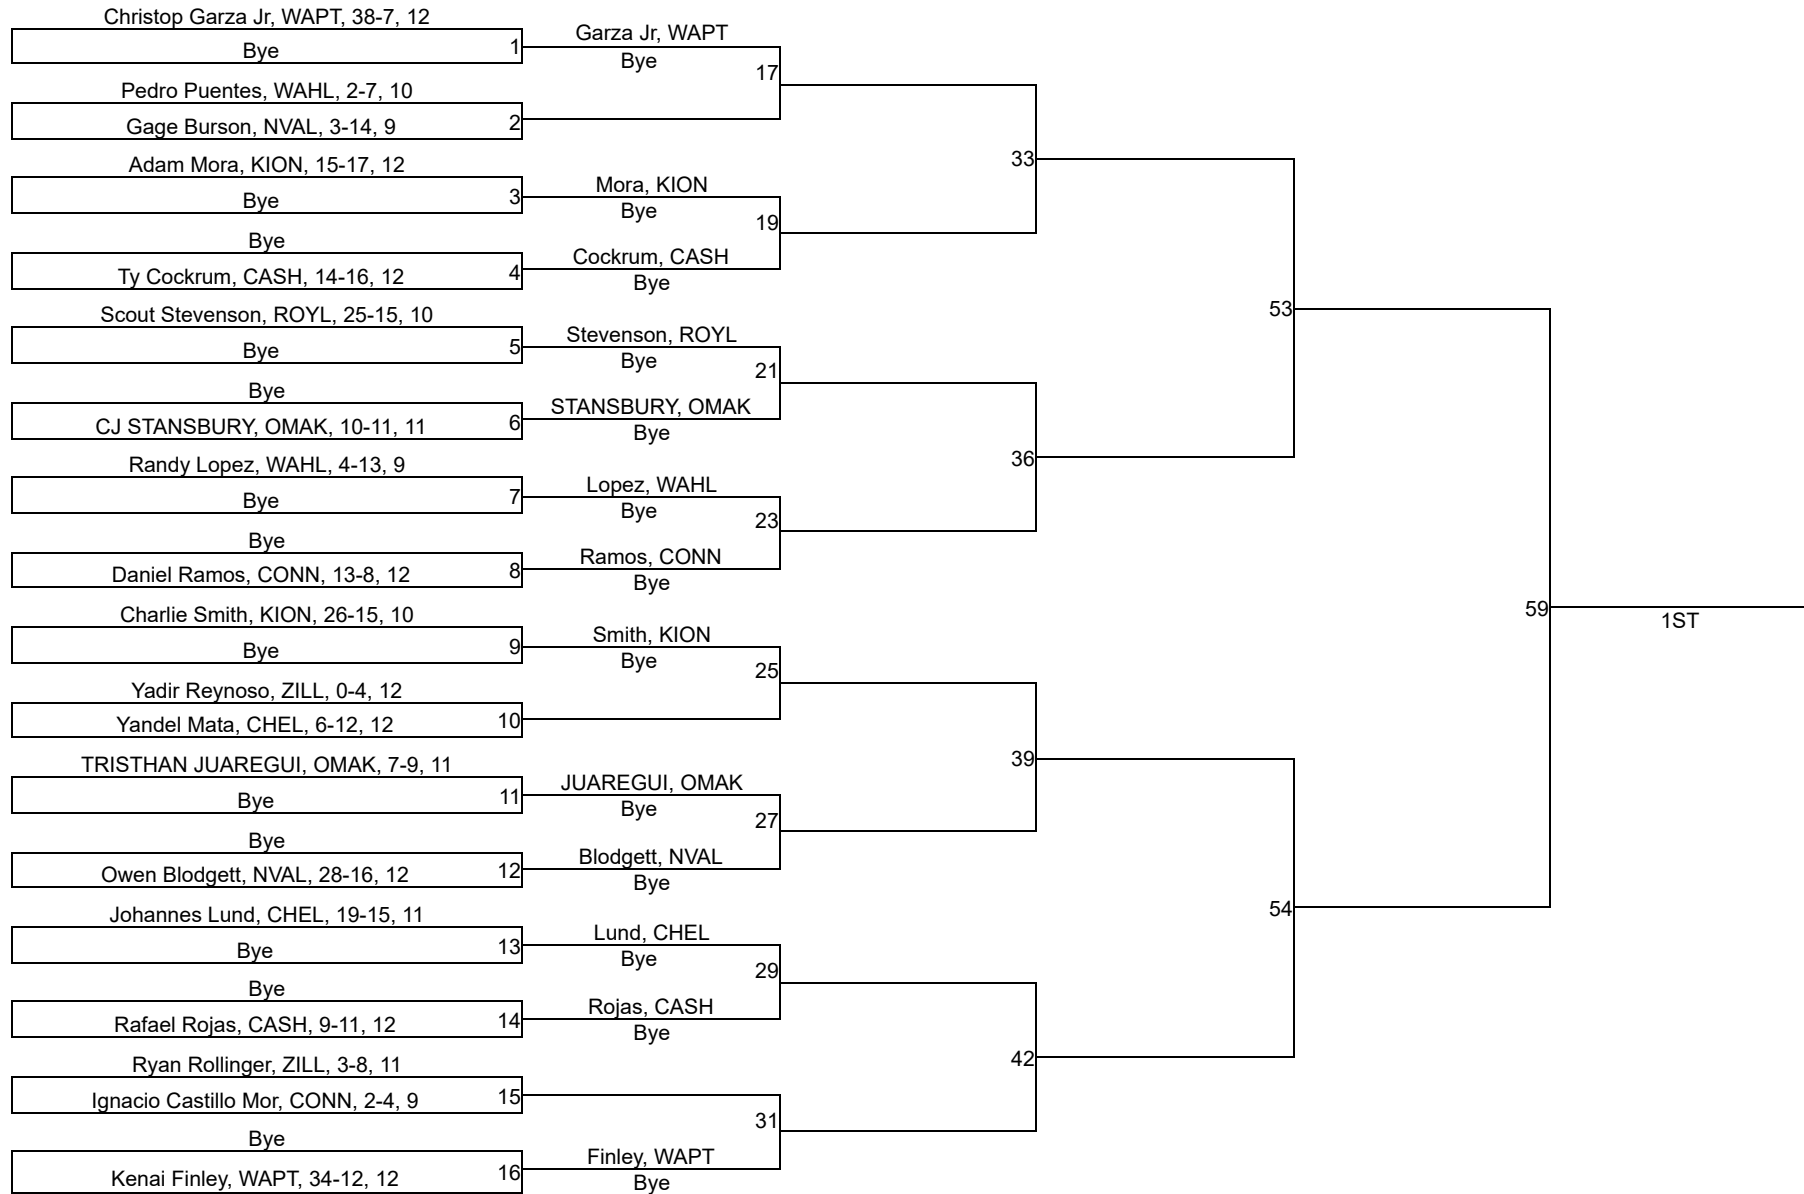 Christop Garza Jr, WAPT, 38-7, 12
Bye
1
Garza Jr, WAPT
Bye
17
Pedro Puentes, WAHL, 2-7, 10
Gage Burson, NVAL, 3-14, 9
2
33
Adam Mora, KION, 15-17, 12
Bye
3
Mora, KION
Bye
19
Bye
Ty Cockrum, CASH, 14-16, 12
4
Cockrum, CASH
Bye
53
Scout Stevenson, ROYL, 25-15, 10
Bye
5
Stevenson, ROYL
Bye
21
Bye
CJ STANSBURY, OMAK, 10-11, 11
6
STANSBURY, OMAK
Bye
36
Randy Lopez, WAHL, 4-13, 9
Bye
7
Lopez, WAHL
Bye
23
Bye
Daniel Ramos, CONN, 13-8, 12
8
Ramos, CONN
Bye
59
1ST
Charlie Smith, KION, 26-15, 10
Bye
9
Smith, KION
Bye
25
Yadir Reynoso, ZILL, 0-4, 12
Yandel Mata, CHEL, 6-12, 12
10
39
TRISTHAN JUAREGUI, OMAK, 7-9, 11
Bye
11
JUAREGUI, OMAK
Bye
27
Bye
Owen Blodgett, NVAL, 28-16, 12
12
Blodgett, NVAL
Bye
54
Johannes Lund, CHEL, 19-15, 11
Bye
13
Lund, CHEL
Bye
29
Bye
Rafael Rojas, CASH, 9-11, 12
14
Rojas, CASH
Bye
42
Ryan Rollinger, ZILL, 3-8, 11
Ignacio Castillo Mor, CONN, 2-4, 9
15
31
Bye
Kenai Finley, WAPT, 34-12, 12
16
Finley, WAPT
Bye